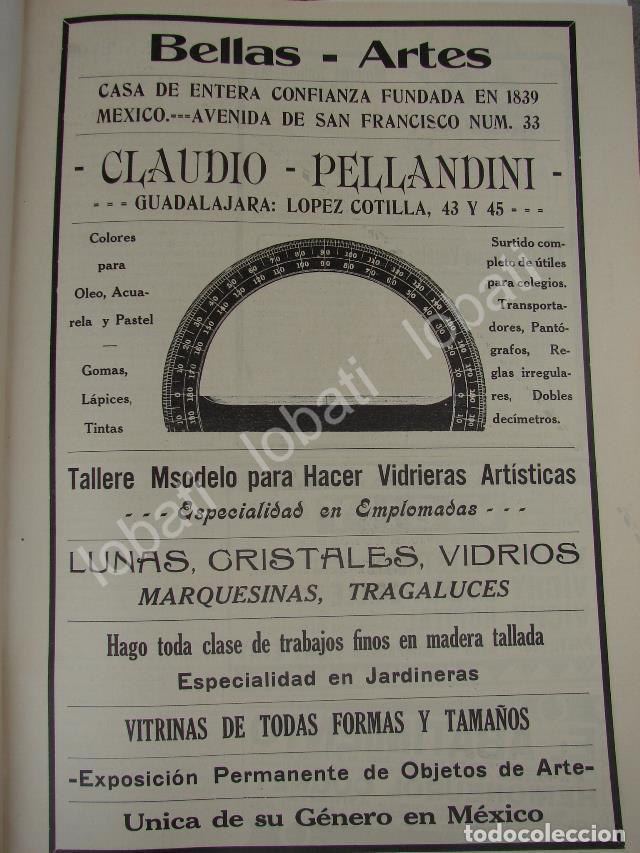 Bellas - Artes
CASA DE ENTERA CONFIANZA FUNDADA EN 1839
MEXICO.---AVENIDA DE SAN FRANCISCO NUM. 33
- CLAUDIO - PELLANDINI -
- - - GUADALAJARA: LOPEZ COTILLA, 43 Y 45 - - -
Colores
para
Oleo, Acua-
rela y Pastel
—
Gomas,
Lápices,
Tintas
Surtido com-
pleto de útiles
para colegios.
Transporta-
dores, Pantó-
grafos, Re-
glas irregula-
res, Dobles
decímetros.
Tallere Msodelo para Hacer Vidrieras Artísticas
- - - Especialidad en Emplomadas - - -
LUNAS, CRISTALES, VIDRIOS
MARQUESINAS, TRAGALUCES
Hago toda clase de trabajos finos en madera tallada
Especialidad en Jardineras
VITRINAS DE TODAS FORMAS Y TAMAÑOS
-Exposición Permanente de Objetos de Arte-
Unica de su Género en México
lobati lobati lobati
todocoleccion